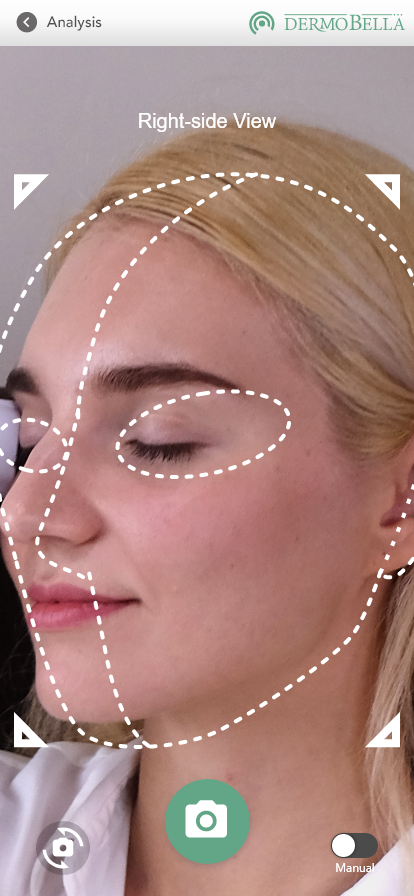 Analysis
DERMOBELLA
Right-side View
Manual